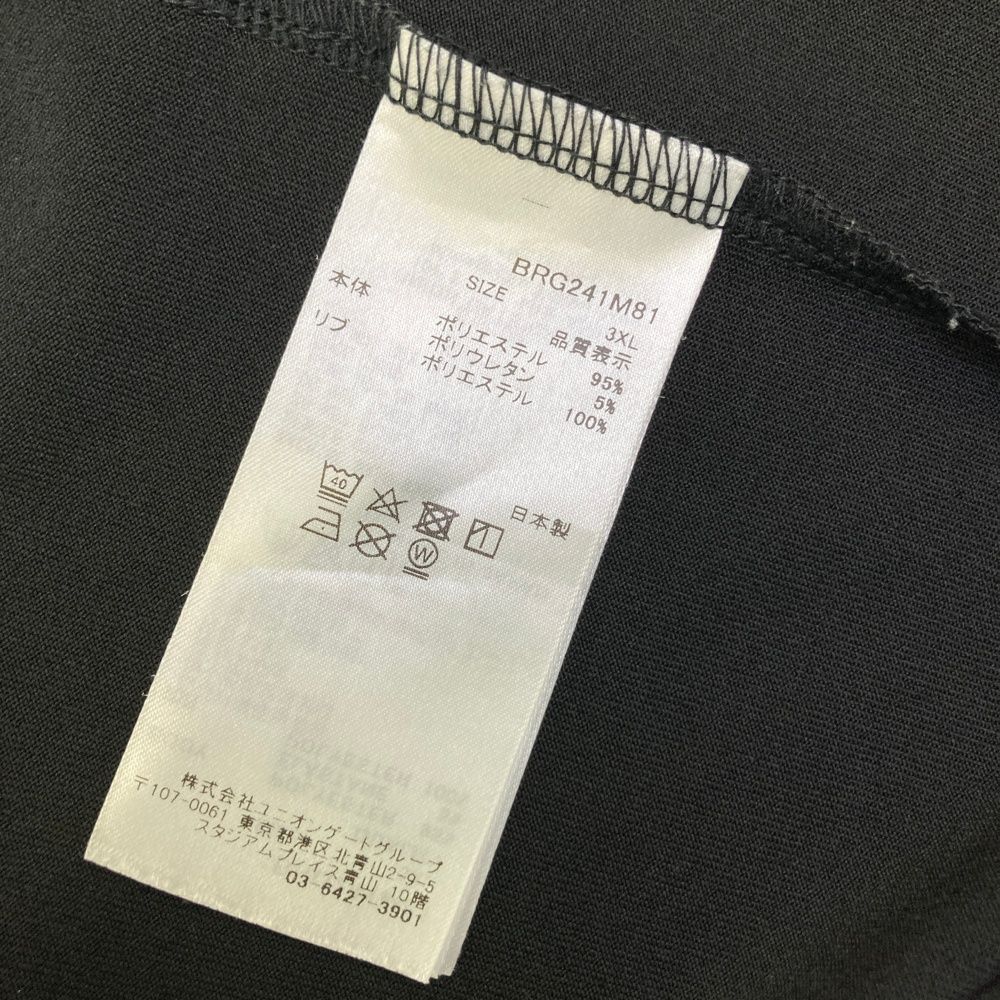 BRG241M81
SIZE 3XL
品質表示
本体 ポリエステル 95%
ポリウレタン 5%
リブ ポリエステル 100%
40
W
日本製
株式会社ユニオンゲートグループ
〒107-0061 東京都港区北青山2-9-5
スタジアムプレイス青山 10階
03-6427-3901